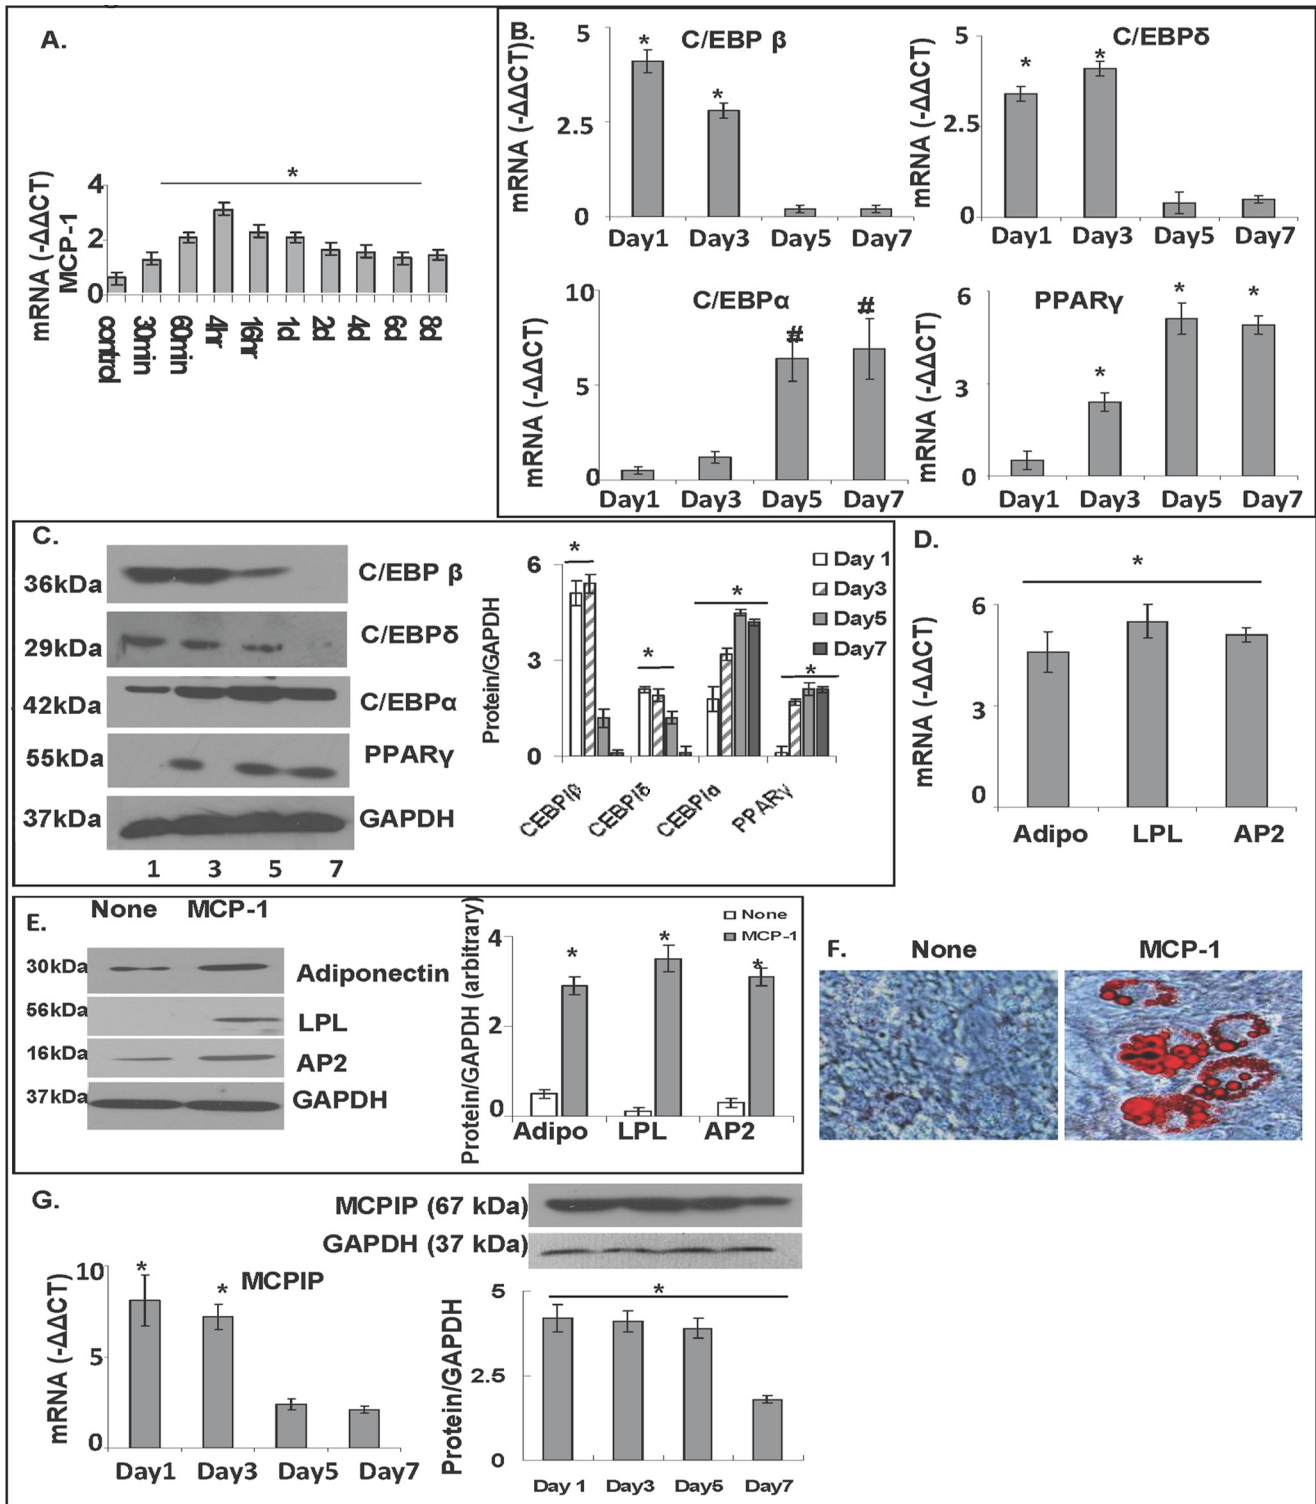 A.
mRNA (-ΔΔCT)
MCP-1
*
4
2
0
control
30min
60min
4hr
16hr
1d
2d
4d
6d
8d
B.
C/EBP β
mRNA (-ΔΔCT)
5
2.5
0
*
*
Day1 Day3 Day5 Day7
C/EBPδ
mRNA (-ΔΔCT)
5
2.5
0
*
*
Day1 Day3 Day5 Day7
C/EBPα
mRNA (-ΔΔCT)
10
5
0
#
#
Day1 Day3 Day5 Day7
PPARγ
mRNA (-ΔΔCT)
6
3
0
*
*
*
Day1 Day3 Day5 Day7
C.
36kDa C/EBP β
29kDa C/EBPδ
42kDa C/EBPα
55kDa PPARγ
37kDa GAPDH
1 3 5 7
Protein/GAPDH
6
3
0
*
*
*
*
Day 1
Day3
Day5
Day7
CEBP/β
CEBP/δ
CEBP/α
PPARγ
D.
*
mRNA (-ΔΔCT)
6
3
0
Adipo LPL AP2
E.
None MCP-1
30kDa Adiponectin
56kDa LPL
16kDa AP2
37kDa GAPDH
Protein/GAPDH (arbitrary)
4
2
0
None
MCP-1
*
*
*
Adipo LPL AP2
F.
None MCP-1
G.
MCPIP (67 kDa)
GAPDH (37 kDa)
MCPIP
mRNA (-ΔΔCT)
10
5
0
*
*
Day1 Day3 Day5 Day7
Protein/GAPDH
5
2.5
0
*
Day 1 Day3 Day5 Day7